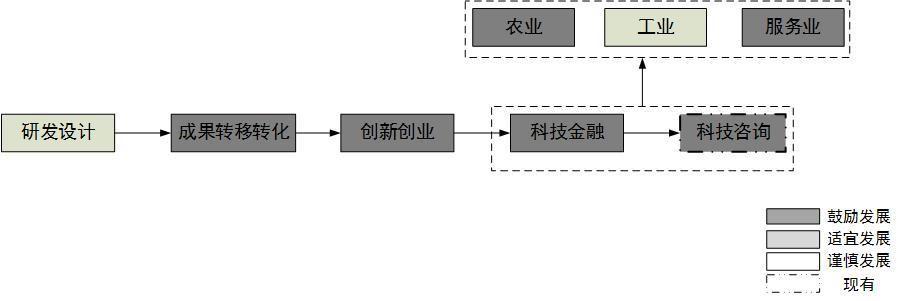 农业 工业 服务业
研发设计 成果转移转化 创新创业 科技金融 科技咨询
鼓励发展
适宜发展
谨慎发展
现有